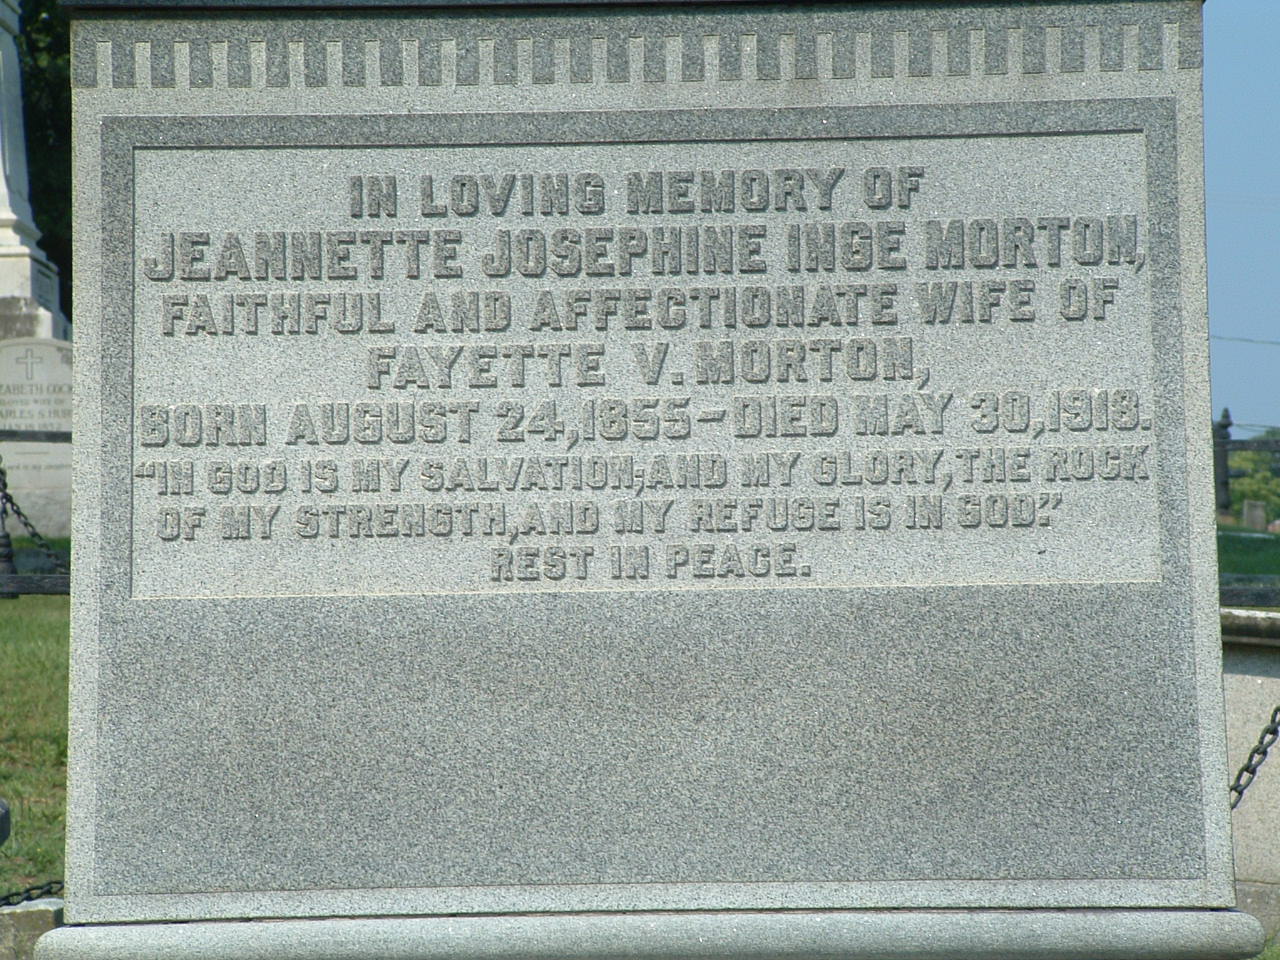 IN LOVING MEMORY OF
JEANNETTE JOSEPHINE INGE MORTON,
FAITHFUL AND AFFECTIONATE WIFE OF
FAYETTE V. MORTON,
BORN AUGUST 24, 1855 – DIED MAY 30, 1918.
"IN GOD IS MY SALVATION, AND MY GLORY, THE ROCK
OF MY STRENGTH, AND MY REFUGE IS IN GOD."
REST IN PEACE.